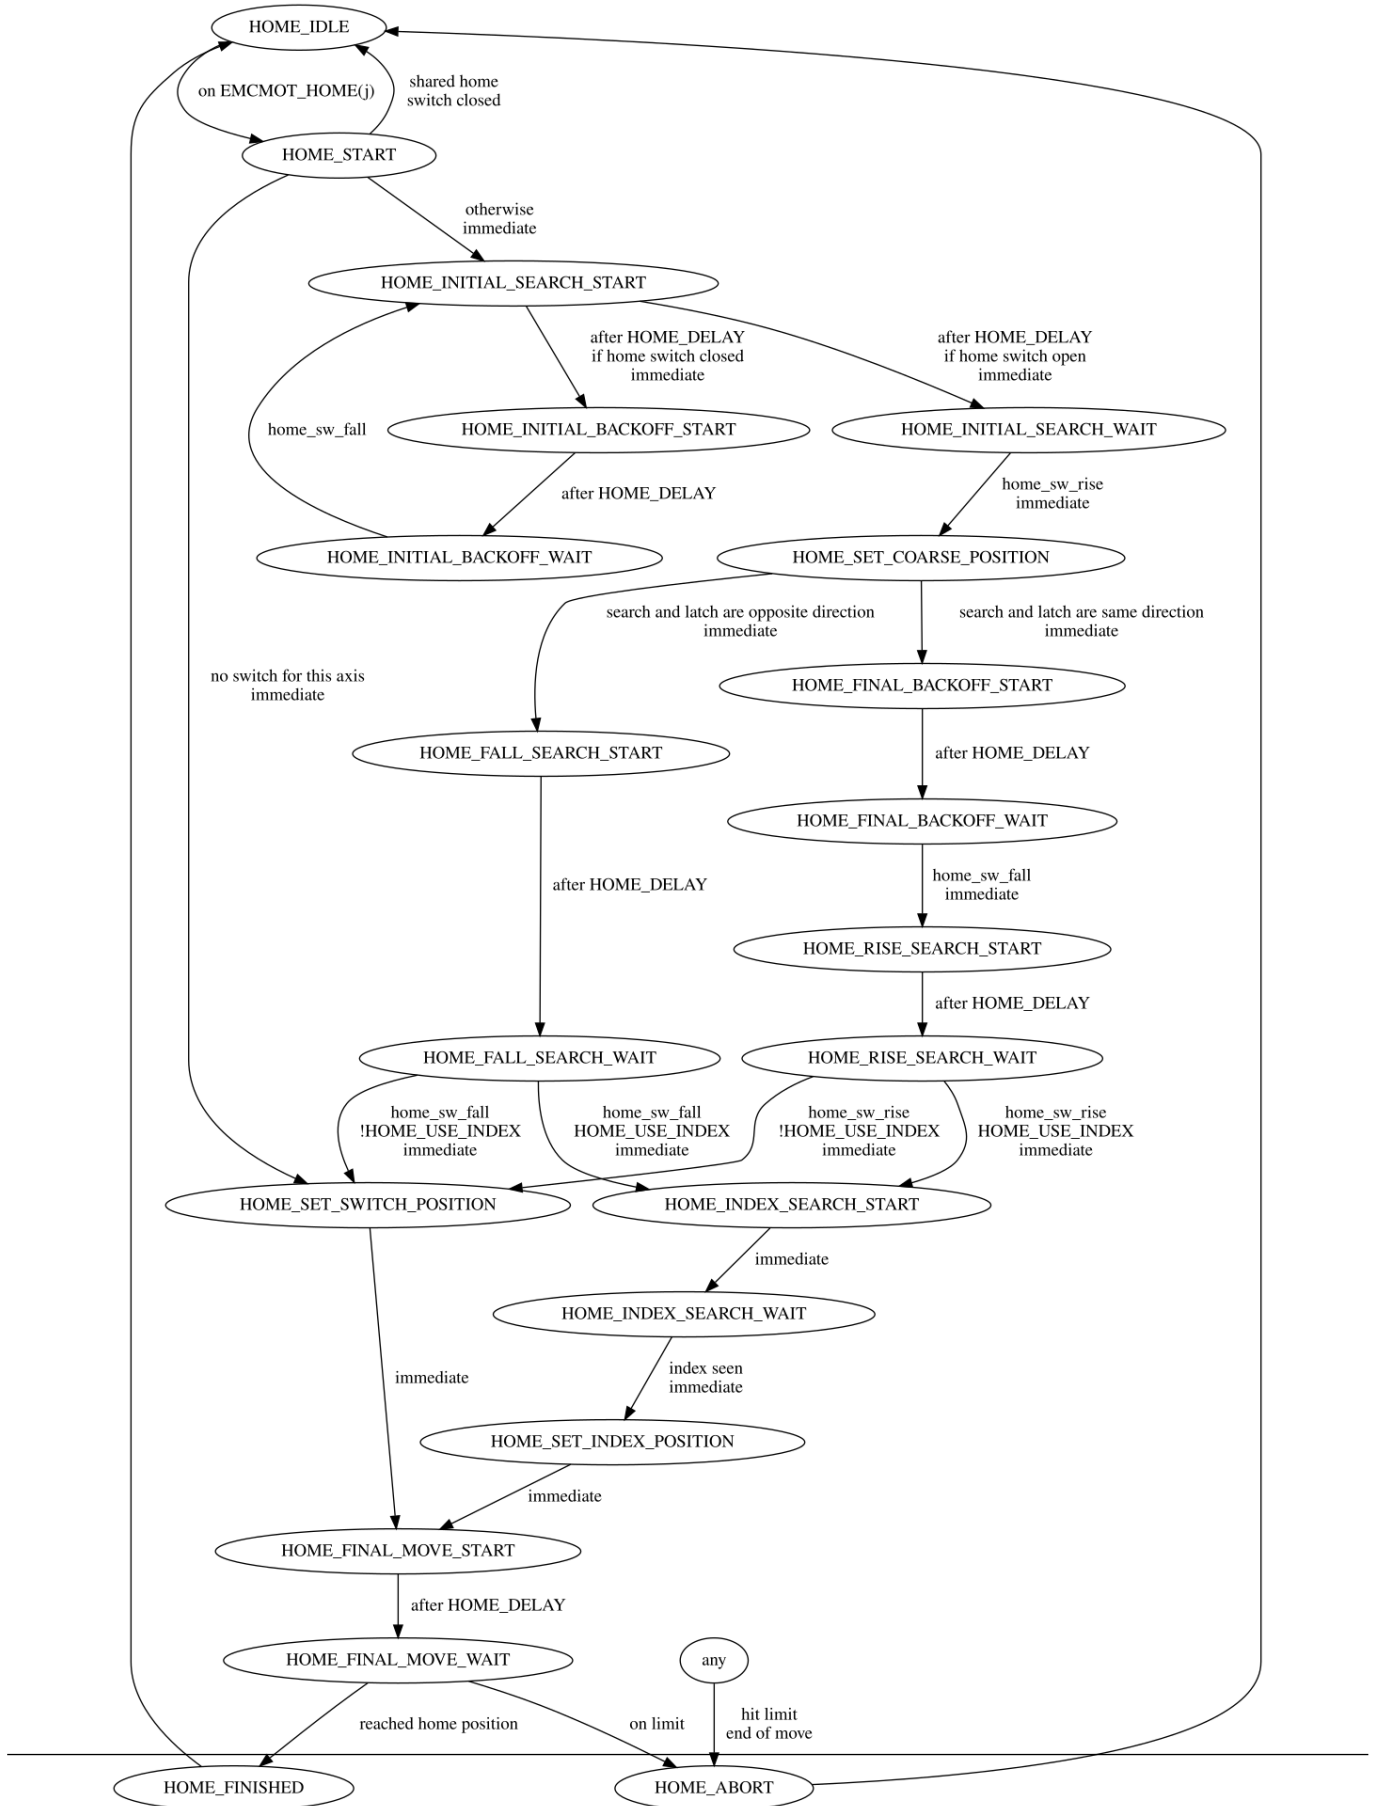 HOME_IDLE
on EMCMOT_HOME(j)
shared home
switch closed
HOME_START
otherwise
immediate
HOME_INITIAL_SEARCH_START
after HOME_DELAY
if home switch closed
immediate
after HOME_DELAY
if home switch open
immediate
home_sw_fall
HOME_INITIAL_BACKOFF_START
HOME_INITIAL_SEARCH_WAIT
after HOME_DELAY
home_sw_rise
immediate
HOME_INITIAL_BACKOFF_WAIT
HOME_SET_COARSE_POSITION
search and latch are opposite direction
immediate
search and latch are same direction
immediate
no switch for this axis
immediate
HOME_FINAL_BACKOFF_START
HOME_FALL_SEARCH_START
after HOME_DELAY
HOME_FINAL_BACKOFF_WAIT
after HOME_DELAY
home_sw_fall
immediate
HOME_RISE_SEARCH_START
after HOME_DELAY
HOME_FALL_SEARCH_WAIT
HOME_RISE_SEARCH_WAIT
home_sw_fall
!HOME_USE_INDEX
immediate
home_sw_fall
HOME_USE_INDEX
immediate
home_sw_rise
!HOME_USE_INDEX
immediate
home_sw_rise
HOME_USE_INDEX
immediate
HOME_SET_SWITCH_POSITION
HOME_INDEX_SEARCH_START
immediate
HOME_INDEX_SEARCH_WAIT
immediate
index seen
immediate
HOME_SET_INDEX_POSITION
immediate
HOME_FINAL_MOVE_START
after HOME_DELAY
HOME_FINAL_MOVE_WAIT
any
reached home position
on limit
hit limit
end of move
HOME_FINISHED
HOME_ABORT